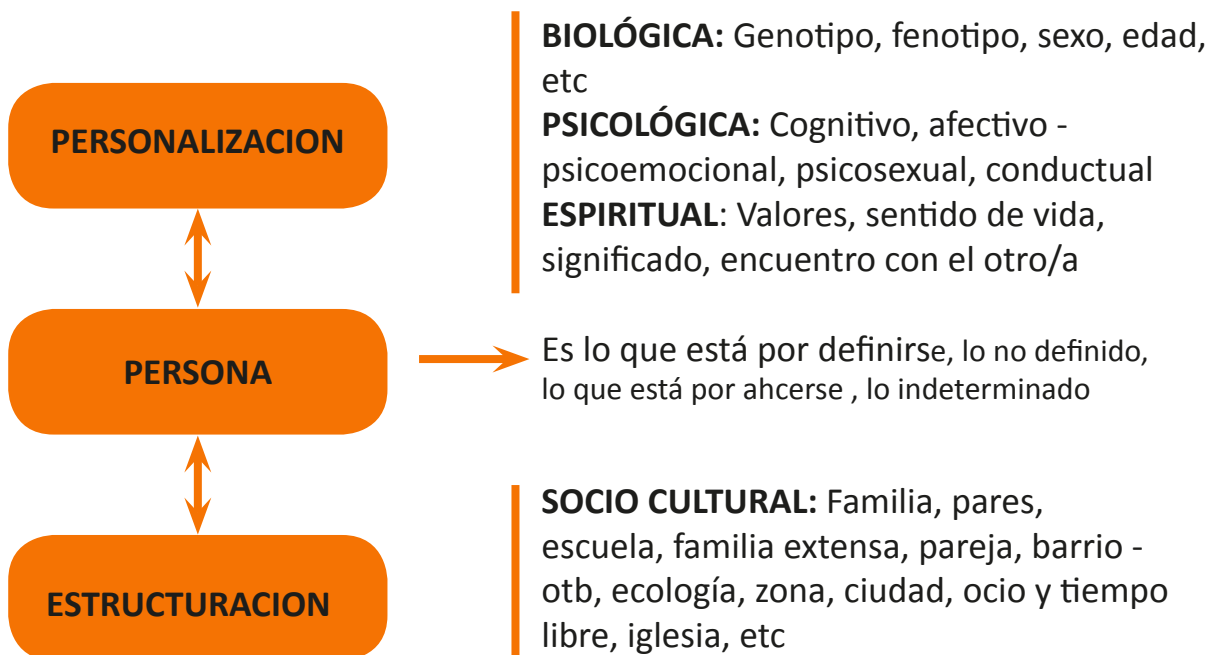 PERSONALIZACION
BIOLÓGICA: Genotipo, fenotipo, sexo, edad,
etc
PSICOLÓGICA: Cognitivo, afectivo -
psicoemocional, psicosexual, conductual
ESPIRITUAL: Valores, sentido de vida,
significado, encuentro con el otro/a
PERSONA
Es lo que está por definirse, lo no definido,
lo que está por ahcerse , lo indeterminado
ESTRUCTURACION
SOCIO CULTURAL: Familia, pares,
escuela, familia extensa, pareja, barrio -
otb, ecología, zona, ciudad, ocio y tiempo
libre, iglesia, etc